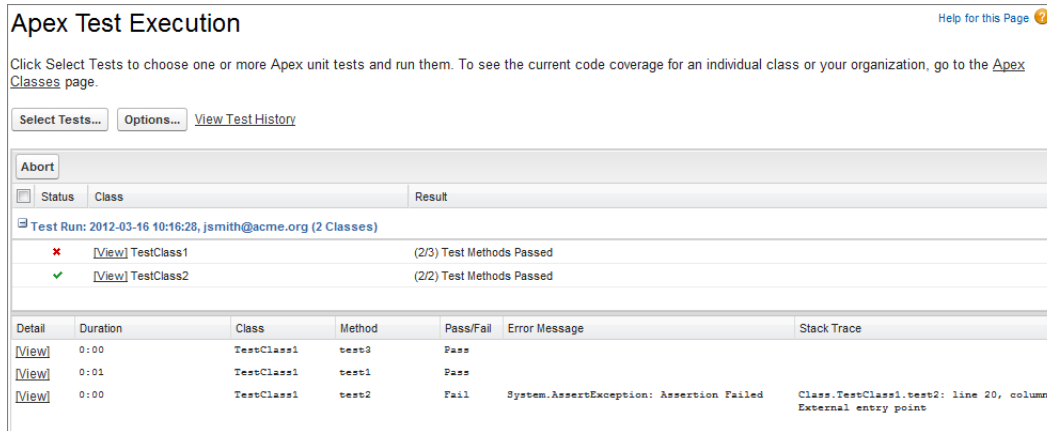 Apex Test Execution
Help for this Page
Click Select Tests to choose one or more Apex unit tests and run them. To see the current code coverage for an individual class or your organization, go to the Apex
Classes page.
Select Tests... Options... View Test History
Abort
Status Class Result
Test Run: 2012-03-16 10:16:28, jsmith@acme.org (2 Classes)
[View] TestClass1 (2/3) Test Methods Passed
[View] TestClass2 (2/2) Test Methods Passed
Detail Duration Class Method Pass/Fail Error Message Stack Trace
[View] 0:00 TestClass1 test3 Pass
[View] 0:01 TestClass1 test1 Pass
[View] 0:00 TestClass1 test2 Fail System.AssertException: Assertion Failed Class.TestClass1.test2: line 20, column
External entry point